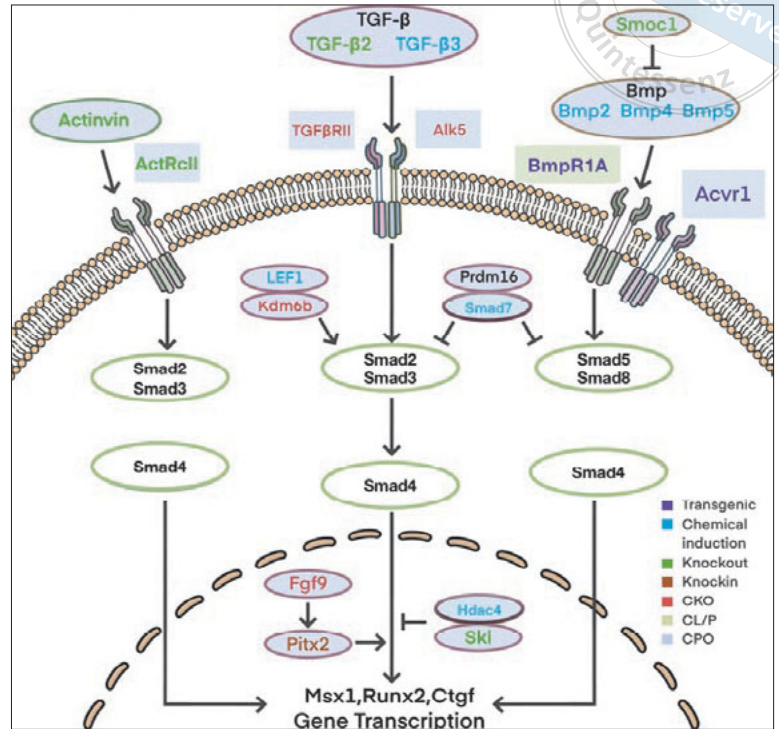 TGF-β
TGF-β2 TGF-β3
Smoc1
Quintessenz
Bmp
Bmp2 Bmp4 Bmp5
Actinvin
ActRcII
TGFβRII
Alk5
BmpR1A
Acvr1
LEF1
Kdm6b
Prdm16
Smad7
Smad2
Smad3
Smad2
Smad3
Smad5
Smad8
Smad4
Smad4
Smad4
Transgenic
Chemical
induction
Knockout
Knockin
CKO
CL/P
CPO
Fgf9
Pitx2
Hdac4
Ski
Msx1,Runx2,Ctgf
Gene Transcription